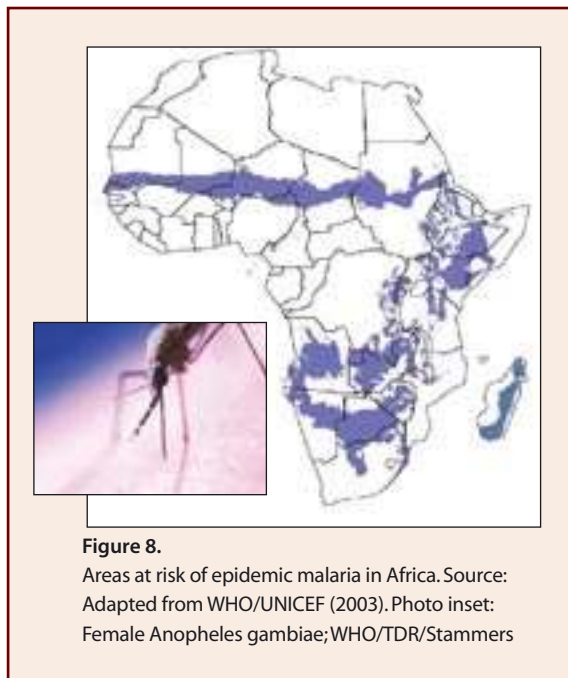 Figure 8.
Areas at risk of epidemic malaria in Africa. Source:
Adapted from WHO/UNICEF (2003). Photo inset:
Female Anopheles gambiae; WHO/TDR/Stammers